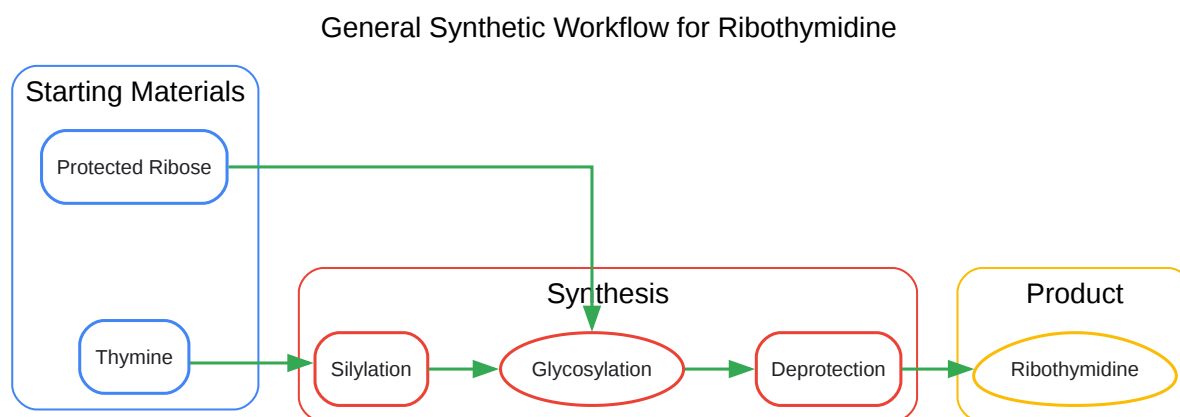 General Synthetic Workflow for Ribothymidine
Starting Materials
Protected Ribose
Synthesis
Product
Thymine
Silylation
Glycosylation
Deprotection
Ribothymidine